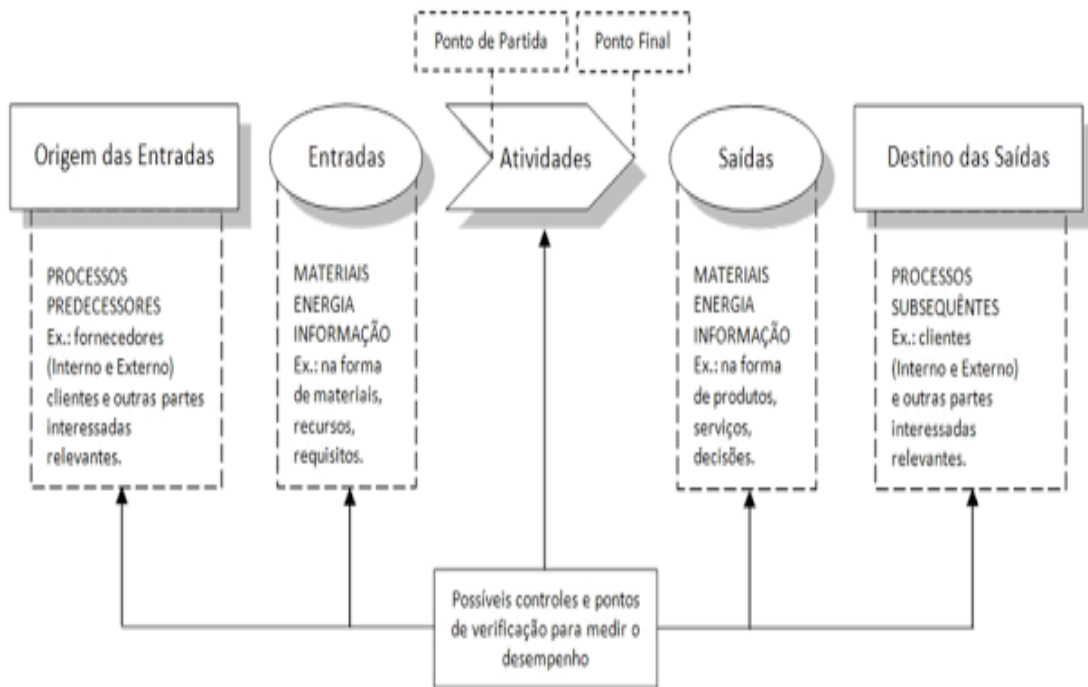 Ponto de Partida
Ponto Final
Origem das Entradas
Entradas
Atividades
Saídas
Destino das Saídas
PROCESSOS
PREDECESSORES
Ex.: fornecedores
(Interno e Externo)
clientes e outras partes
interessadas
relevantes.
MATERIAIS
ENERGIA
INFORMAÇÃO
Ex.: na forma
de materiais,
recursos,
requisitos.
MATERIAIS
ENERGIA
INFORMAÇÃO
Ex.: na forma
de produtos,
serviços,
decisões.
PROCESSOS
SUBSEQUÊNTES
Ex.: clientes
(Interno e Externo)
e outras partes
interessadas
relevantes.
Possíveis controles e pontos
de verificação para medir o
desempenho